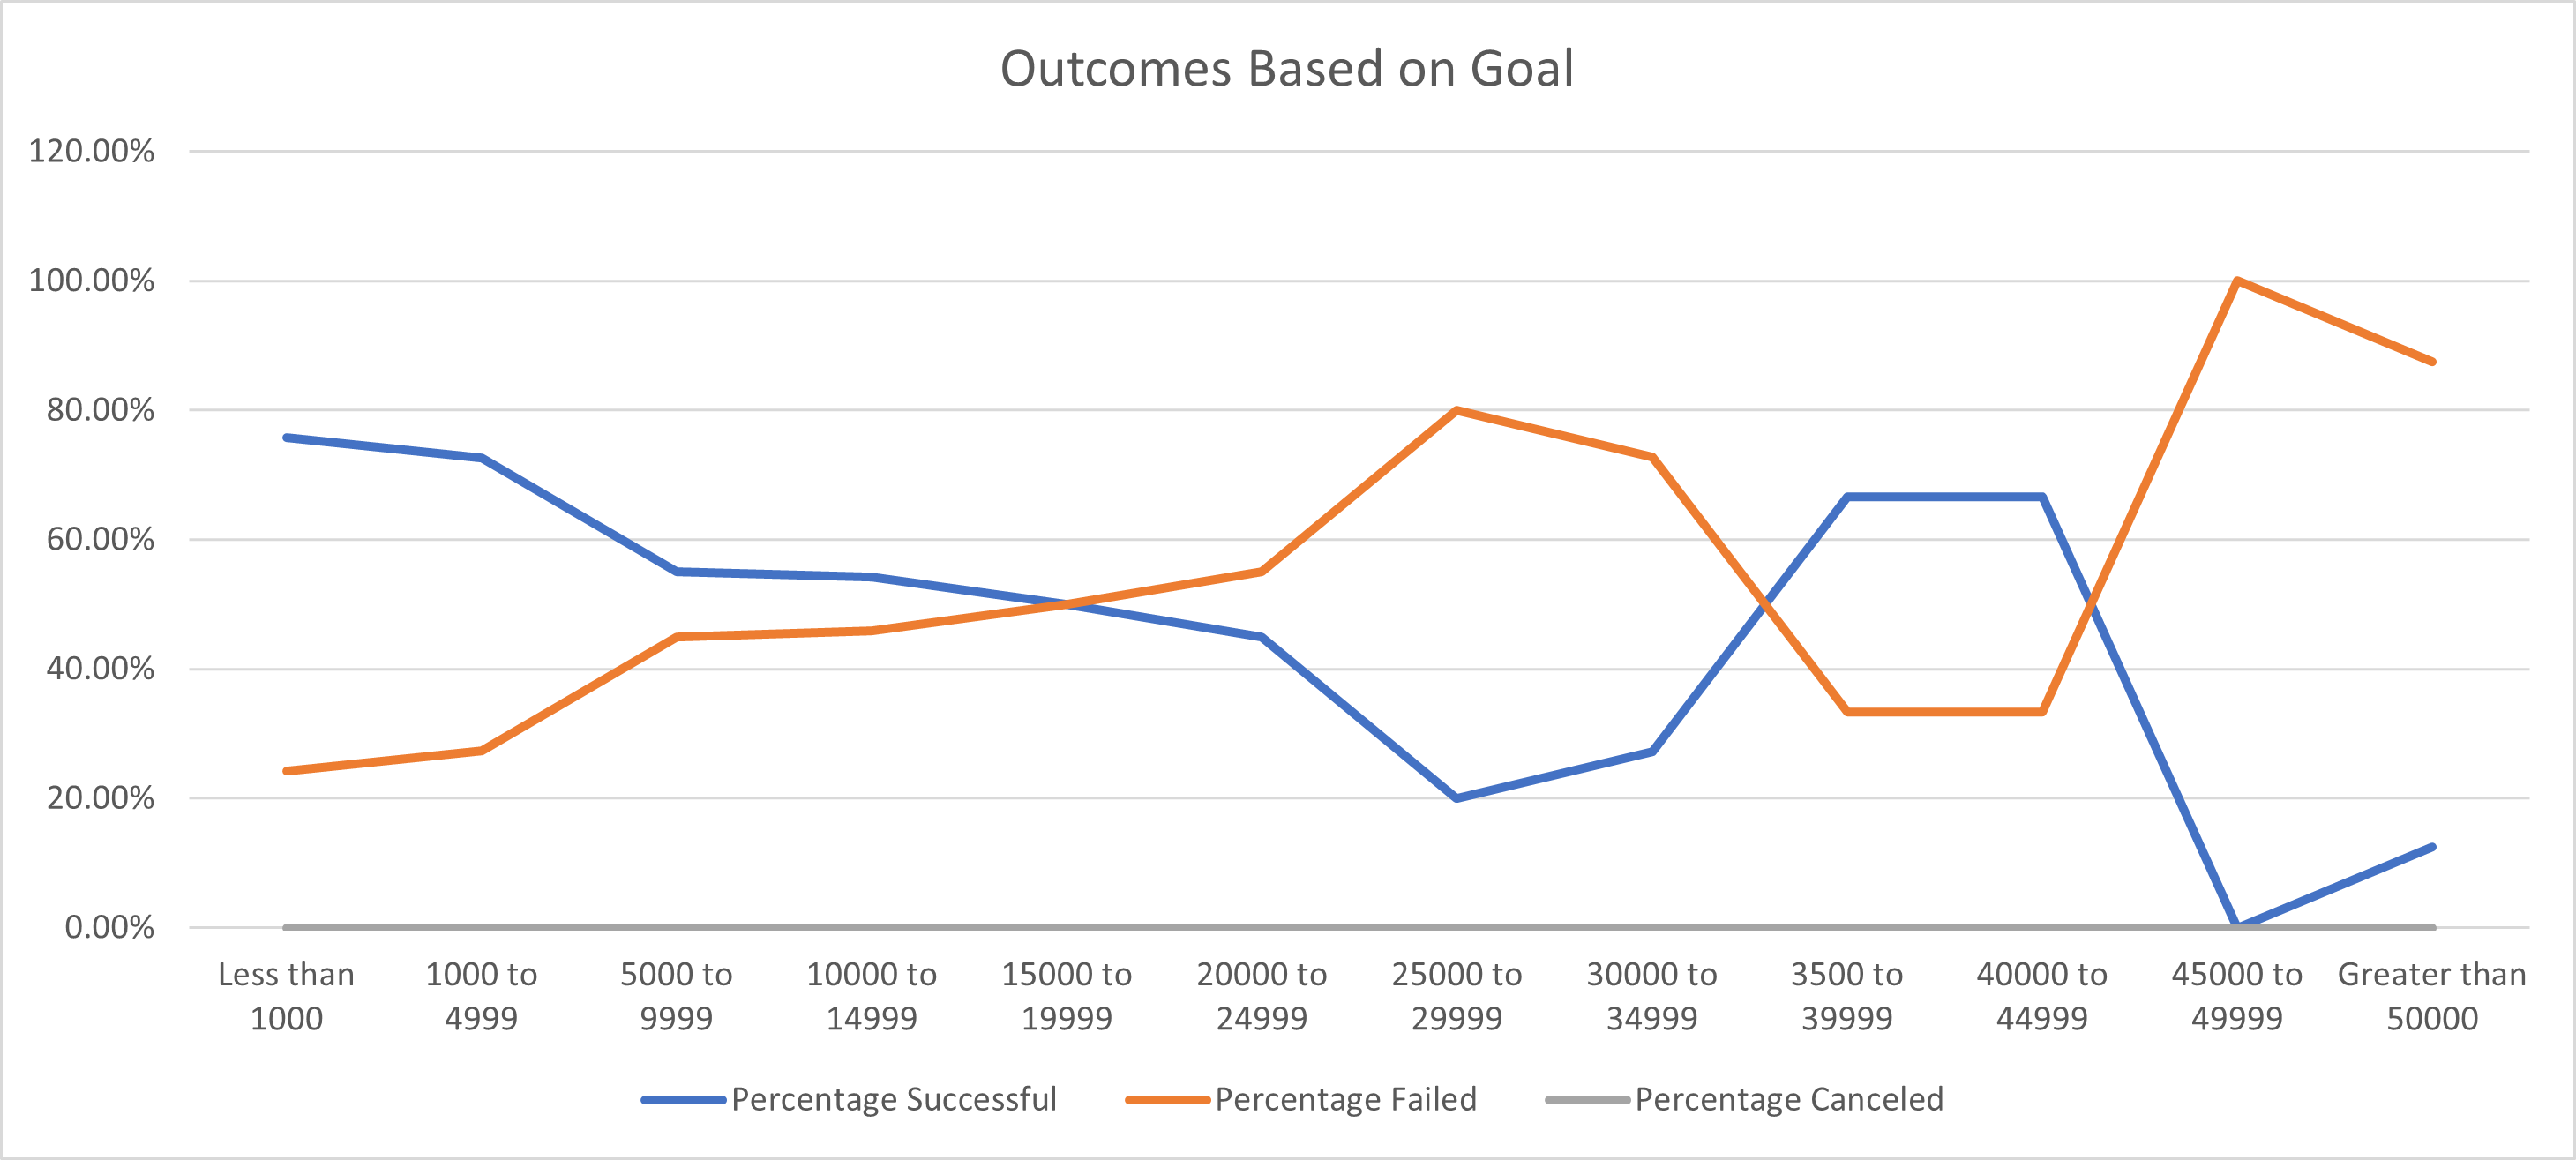 Outcomes Based on Goal
120.00%
100.00%
80.00%
60.00%
40.00%
20.00%
0.00%
Less than
1000
1000 to
4999
5000 to
9999
10000 to
14999
15000 to
19999
20000 to
24999
25000 to
29999
30000 to
34999
3500 to
39999
40000 to
44999
45000 to
49999
Greater than
50000
Percentage Successful
Percentage Failed
Percentage Canceled